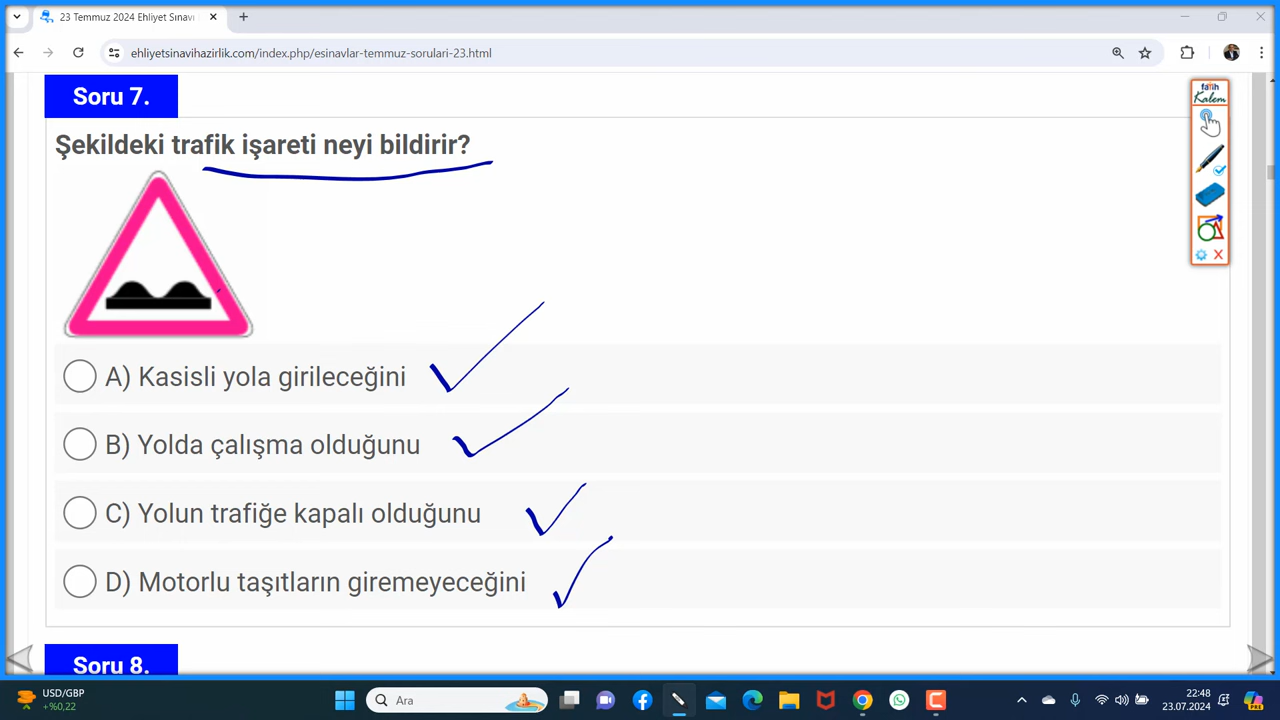 23 Temmuz 2024 Ehliyet Sınavı
ehliyetsinavihazirlik.com/index.php/esinavlar-temmuz-sorulari-23.html
Soru 7.
fatih
Kalem
Şekildeki trafik işareti neyi bildirir?
A) Kasisli yola girileceğini
B) Yolda çalışma olduğunu
C) Yolun trafiğe kapalı olduğunu
D) Motorlu taşıtların giremeyeceğini
Soru 8.
USD/GBP
+%0,22
Ara
22:48
23.07.2024
PRE